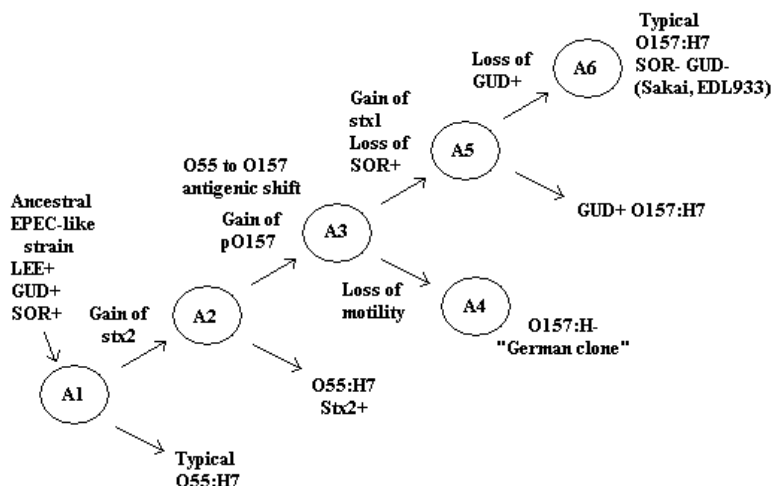 Typical
O157:H7
SOR- GUD-
(Sakai, EDL933)
Loss of
GUD+
A6
Gain of
stx1
Loss of
SOR+
A5
GUD+ O157:H7
O55 to O157
antigenic shift
Gain of
pO157
A3
Loss of
motility
A4
O157:H-
"German clone"
Ancestral
EPEC-like
strain
LEE+
GUD+
SOR+
Gain of
stx2
A2
O55:H7
Stx2+
A1
Typical
O55:H7